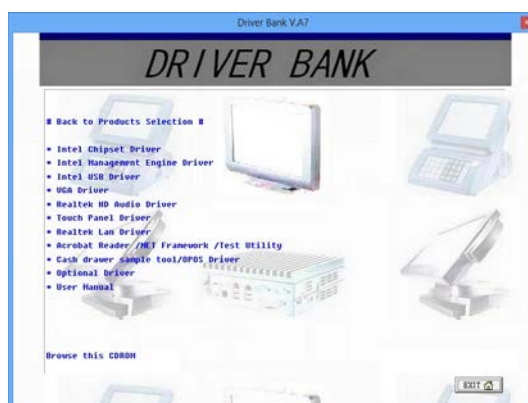 Driver Bank V.A7
DRIVER BANK
# Back to Products Selection #
* Intel Chipset Driver
* Intel Management Engine Driver
* Intel USB Driver
* VGA Driver
* Realtek HD Audio Driver
* Touch Panel Driver
* Realtek Lan Driver
* Acrobat Reader /NET Framework /Test Utility
* Cash drawer sample tool/OPOS Driver
* Optional Driver
* User Manual
Browse this CDROM
EXIT